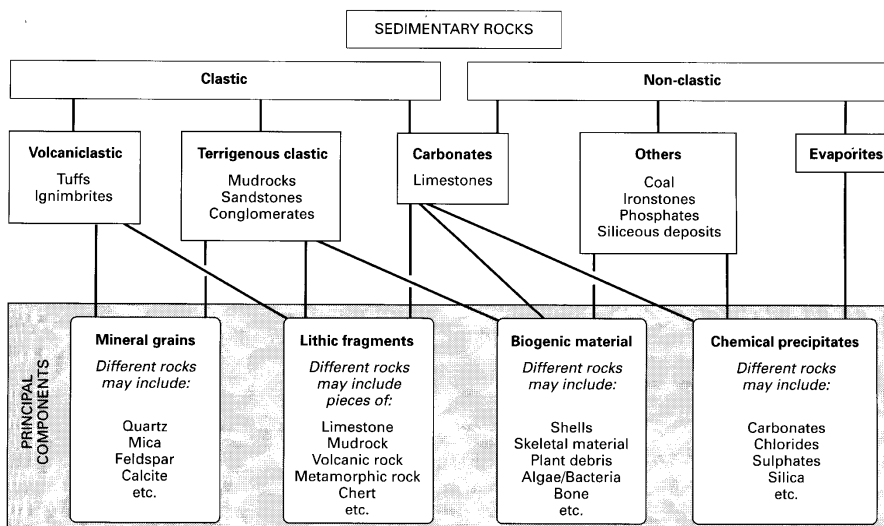 SEDIMENTARY ROCKS
Clastic
Non-clastic
Volcaniclastic
Tuffs
Ignimbrites
Terrigenous clastic
Mudrocks
Sandstones
Conglomerates
Carbonates
Limestones
Others
Coal
Ironstones
Phosphates
Siliceous deposits
Evaporites
PRINCIPAL
COMPONENTS
Mineral grains
Different rocks
may include:
Quartz
Mica
Feldspar
Calcite
etc.
Lithic fragments
Different rocks
may include
pieces of:
Limestone
Mudrock
Volcanic rock
Metamorphic rock
Chert
etc.
Biogenic material
Different rocks
may include:
Shells
Skeletal material
Plant debris
Algae/Bacteria
Bone
etc.
Chemical precipitates
Different rocks
may include:
Carbonates
Chlorides
Sulphates
Silica
etc.